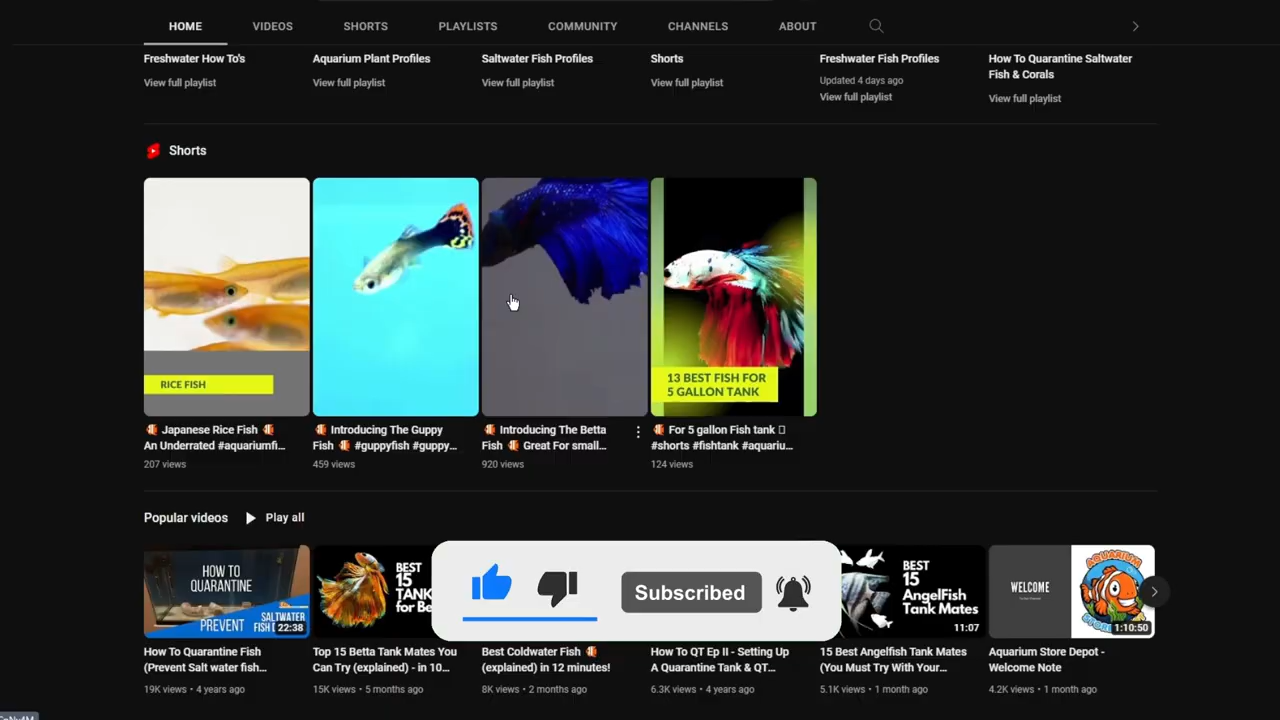 HOME VIDEOS SHORTS PLAYLISTS COMMUNITY CHANNELS ABOUT
Freshwater How To's
View full playlist
Aquarium Plant Profiles
View full playlist
Saltwater Fish Profiles
View full playlist
Shorts
View full playlist
Freshwater Fish Profiles
Updated 4 days ago
View full playlist
How To Quarantine Saltwater
Fish & Corals
View full playlist
Shorts
RICE FISH
Japanese Rice Fish
An Underrated #aquariumfi...
207 views
Introducing The Guppy
Fish #guppyfish #guppy...
459 views
Introducing The Betta
Fish Great For small...
920 views
13 BEST FISH FOR
5 GALLON TANK
For 5 gallon Fish tank
#shorts #fishtank #aquariu...
124 views
Popular videos Play all
HOW TO
QUARANTINE
PREVENT
SALTWATER
22:38
How To Quarantine Fish
(Prevent Salt water fish...
19K views • 4 years ago
BEST
15
TANK
for Be
Top 15 Betta Tank Mates You
Can Try (explained) - in 10...
15K views • 5 months ago
Subscribed
Best Coldwater Fish
(explained) in 12 minutes!
8K views • 2 months ago
How To QT Ep II - Setting Up
A Quarantine Tank & QT...
6.3K views • 4 years ago
BEST
15
AngelFish
Tank Mates
11:07
15 Best Angelfish Tank Mates
(You Must Try With Your...
5.1K views • 1 month ago
WELCOME
AQUARIUM
1:10:50
Aquarium Store Depot -
Welcome Note
4.2K views • 1 month ago